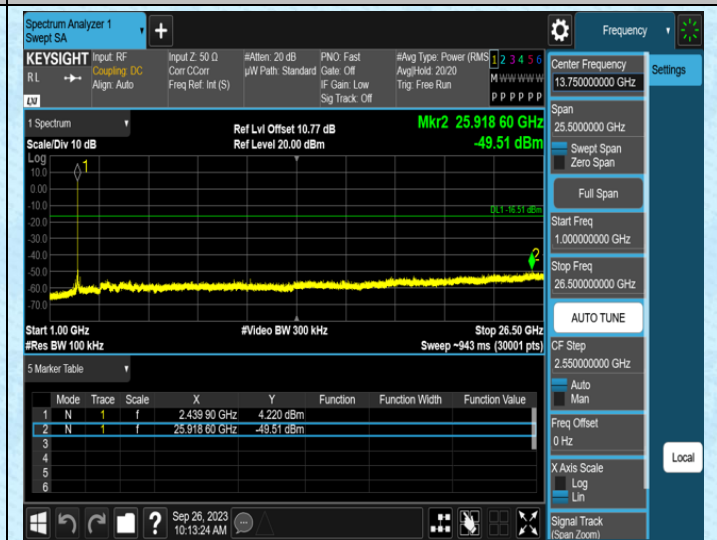 Spectrum Analyzer 1
Swept SA
Frequency
KEYSIGHT
R L
LXI
Input: RF
Coupling: DC
Align: Auto
Input Z: 50 Ω
Corr CCorr
Freq Ref: Int (S)
#Atten: 20 dB
µW Path: Standard
PNO: Fast
Gate: Off
IF Gain: Low
Sig Track: Off
#Avg Type: Power (RMS
Avg|Hold: 20/20
Trig: Free Run
1 2 3 4 5 6
M W W W W W
P P P P P P
1 Spectrum
Scale/Div 10 dB
Ref Lvl Offset 10.77 dB
Ref Level 20.00 dBm
Mkr2 25.918 60 GHz
-49.51 dBm
Log
10.0
0.00
-10.0
-20.0
-30.0
-40.0
-50.0
-60.0
-70.0
1
DL1 -16.51 dBm
2
Start 1.00 GHz
#Res BW 100 kHz
#Video BW 300 kHz
Stop 26.50 GHz
Sweep ~943 ms (30001 pts)
5 Marker Table
Mode Trace Scale X Y Function Function Width Function Value
1 N 1 f 2.439 90 GHz 4.220 dBm
2 N 1 f 25.918 60 GHz -49.51 dBm
3
4
5
6
Sep 26, 2023
10:13:24 AM
Center Frequency
13.750000000 GHz
Settings
Span
25.5000000 GHz
Swept Span
Zero Span
Full Span
Start Freq
1.000000000 GHz
Stop Freq
26.500000000 GHz
AUTO TUNE
CF Step
2.550000000 GHz
Auto
Man
Freq Offset
0 Hz
Local
X Axis Scale
Log
Lin
Signal Track
(Span Zoom)